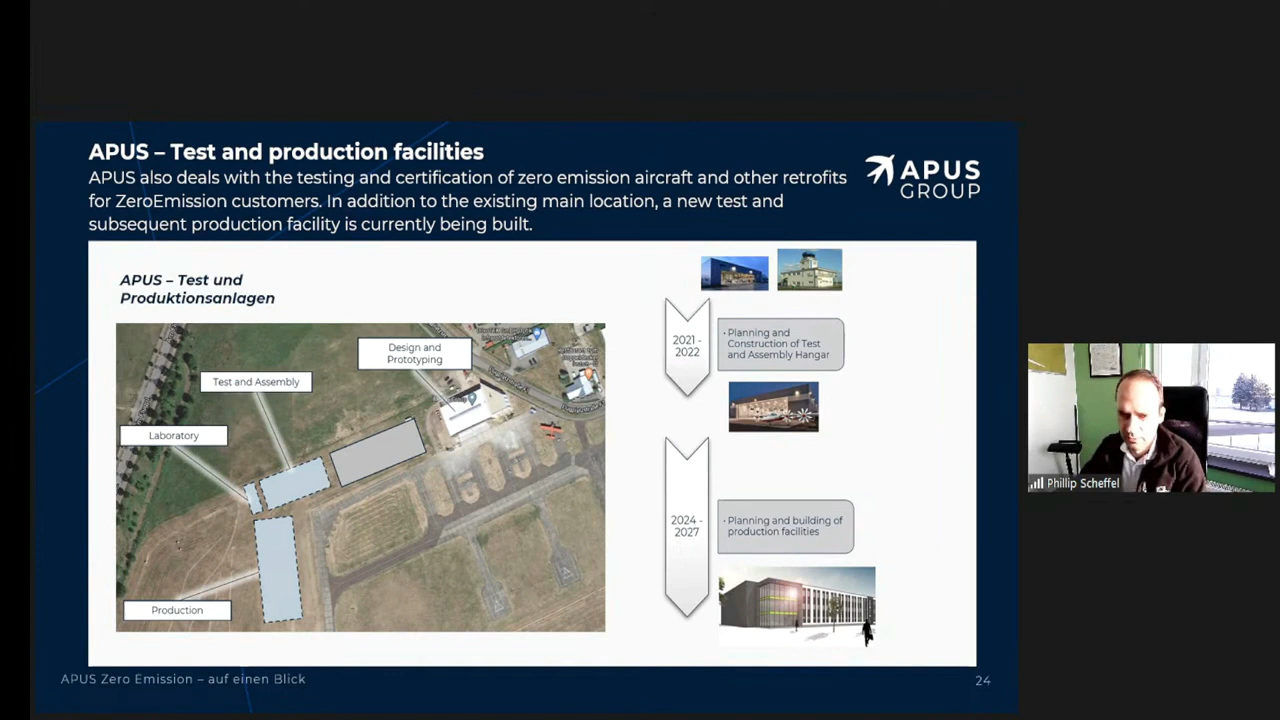 APUS – Test and production facilities
APUS also deals with the testing and certification of zero emission aircraft and other retrofits
for ZeroEmission customers. In addition to the existing main location, a new test and
subsequent production facility is currently being built.
APUS
GROUP
APUS – Test und
Produktionsanlagen
Design and
Prototyping
Test and Assembly
Laboratory
Production
2021 -
2022
· Planning and
Construction of Test
and Assembly Hangar
2024 -
2027
· Planning and building of
production facilities
Phillip Scheffel
APUS Zero Emission – auf einen Blick
24